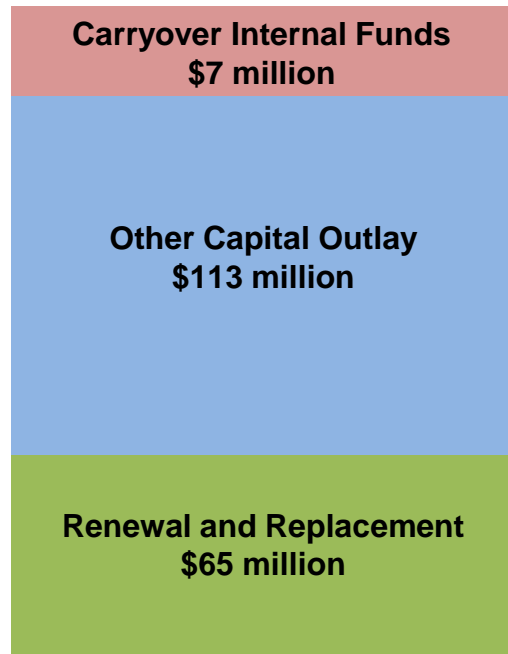 Carryover Internal Funds
$7 million
Other Capital Outlay
$113 million
Renewal and Replacement
$65 million